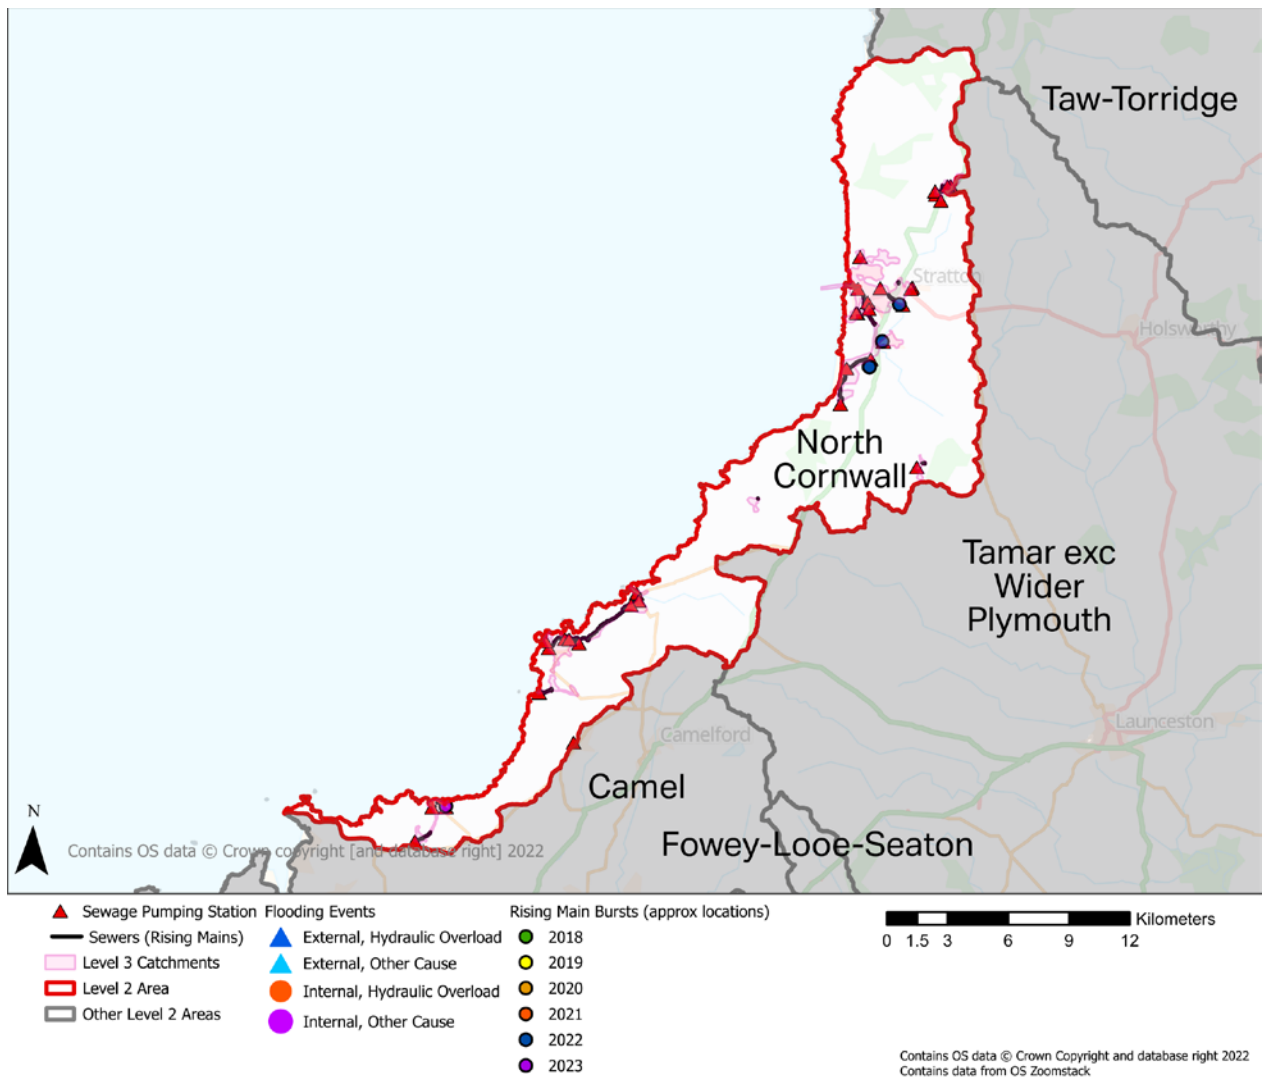 Taw-Torridge
Stratton
Holsworthy
North
Cornwall
Tamar exc
Wider
Plymouth
Launceston
Camelford
Camel
Fowey-Looe-Seaton
N
Contains OS data © Crown copyright [and database right] 2022
Sewage Pumping Station
Sewers (Rising Mains)
Level 3 Catchments
Level 2 Area
Other Level 2 Areas
Flooding Events
External, Hydraulic Overload
External, Other Cause
Internal, Hydraulic Overload
Internal, Other Cause
Rising Main Bursts (approx locations)
2018
2019
2020
2021
2022
2023
Kilometers
0 1.5 3 6 9 12
Contains OS data © Crown Copyright and database right 2022
Contains data from OS Zoomstack